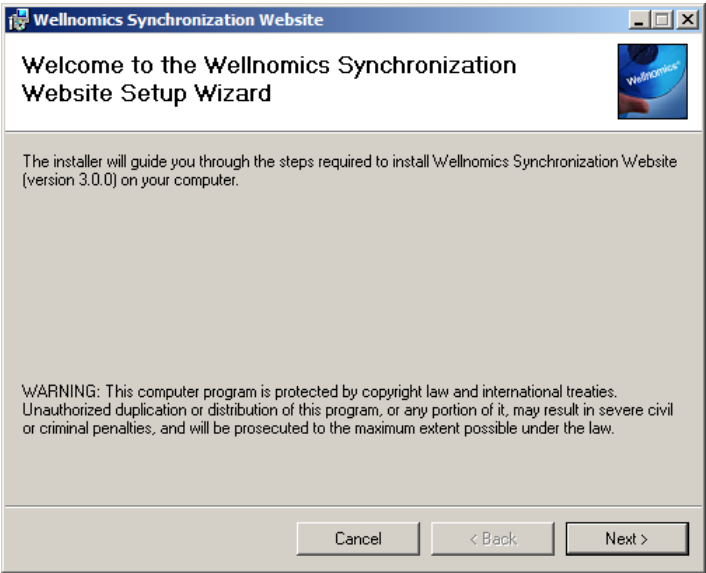 Wellnomics Synchronization Website
Welcome to the Wellnomics Synchronization
Website Setup Wizard
wellnomics
The installer will guide you through the steps required to install Wellnomics Synchronization Website
(version 3.0.0) on your computer.
WARNING: This computer program is protected by copyright law and international treaties.
Unauthorized duplication or distribution of this program, or any portion of it, may result in severe civil
or criminal penalties, and will be prosecuted to the maximum extent possible under the law.
Cancel < Back Next >